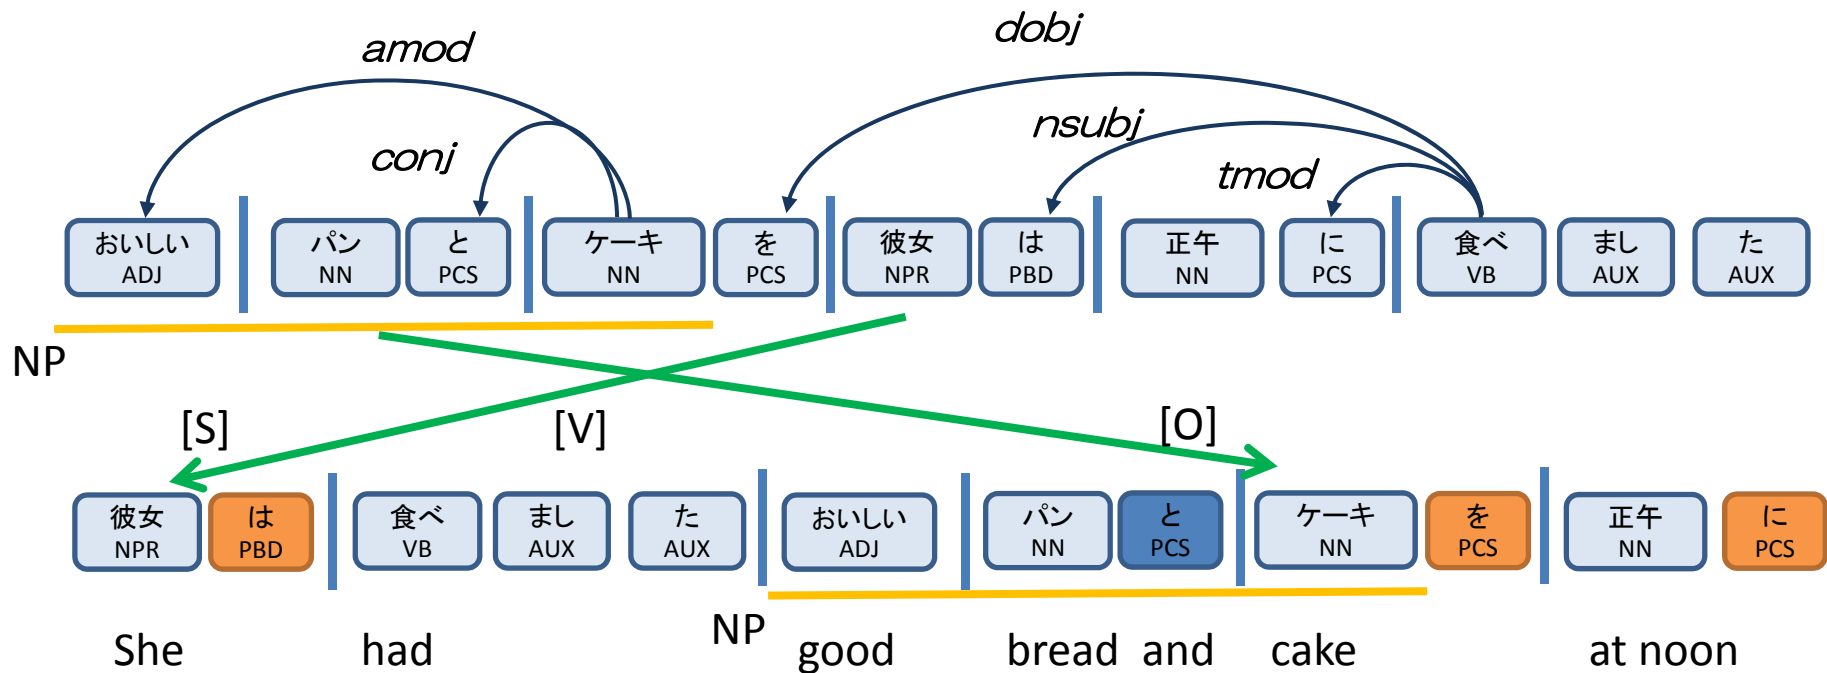 dobj
amod
nsubj
conj
tmod
おいしい パン と ケーキ を 彼女 は 正午 に 食べ まし た
ADJ NN PCS NN PCS NPR PBD NN PCS VB AUX AUX
NP
[S] [V] [O]
彼女 は 食べ まし た おいしい パン と ケーキ を 正午 に
NPR PBD VB AUX AUX ADJ NN PCS NN PCS NN PCS
NP
She had good bread and cake at noon